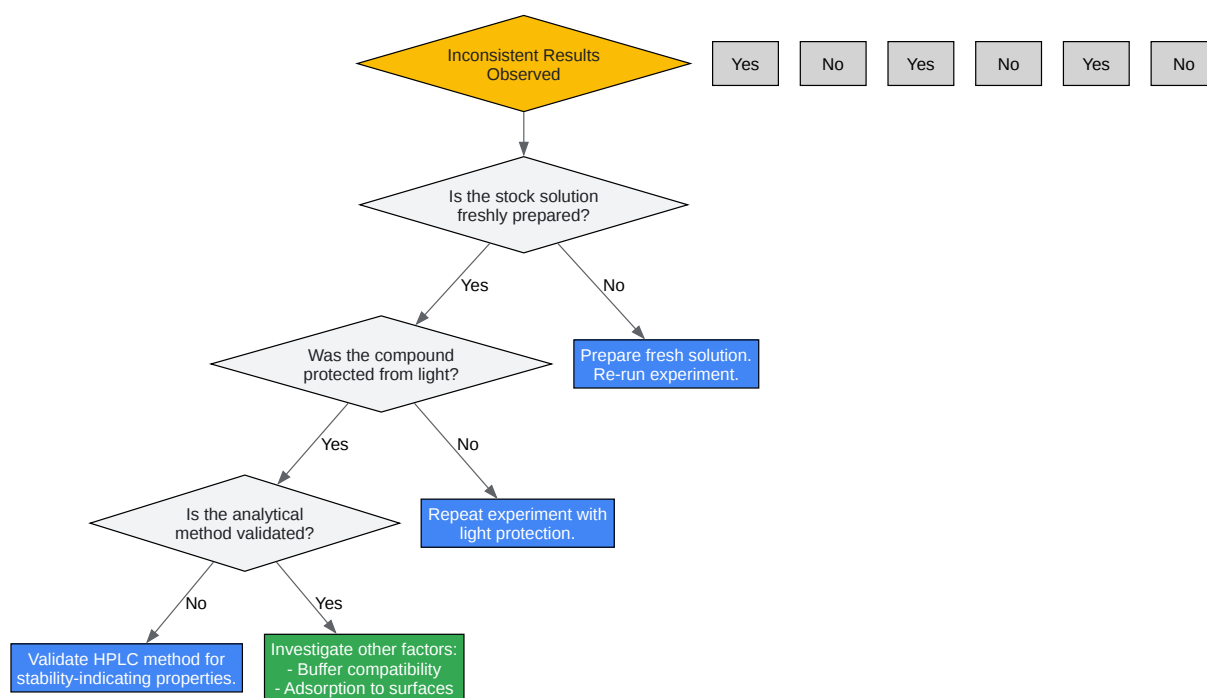 Inconsistent Results
Observed
Yes
No
Yes
No
Yes
No
Is the stock solution
freshly prepared?
Yes
No
Was the compound
protected from light?
Prepare fresh solution.
Re-run experiment.
Yes
No
Is the analytical
method validated?
Repeat experiment with
light protection.
No
Yes
Validate HPLC method for
stability-indicating properties.
Investigate other factors:
- Buffer compatibility
- Adsorption to surfaces